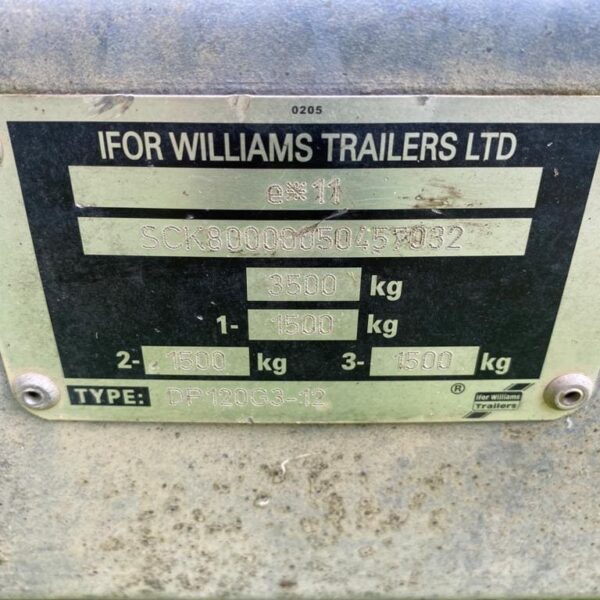 0205
IFOR WILLIAMS TRAILERS LTD
e*11
SCK80000050457032
3500 kg
1- 1500 kg
2- 1500 kg 3- 1500 kg
TYPE: DP120G3-12 ® Ifor Williams
Trailers